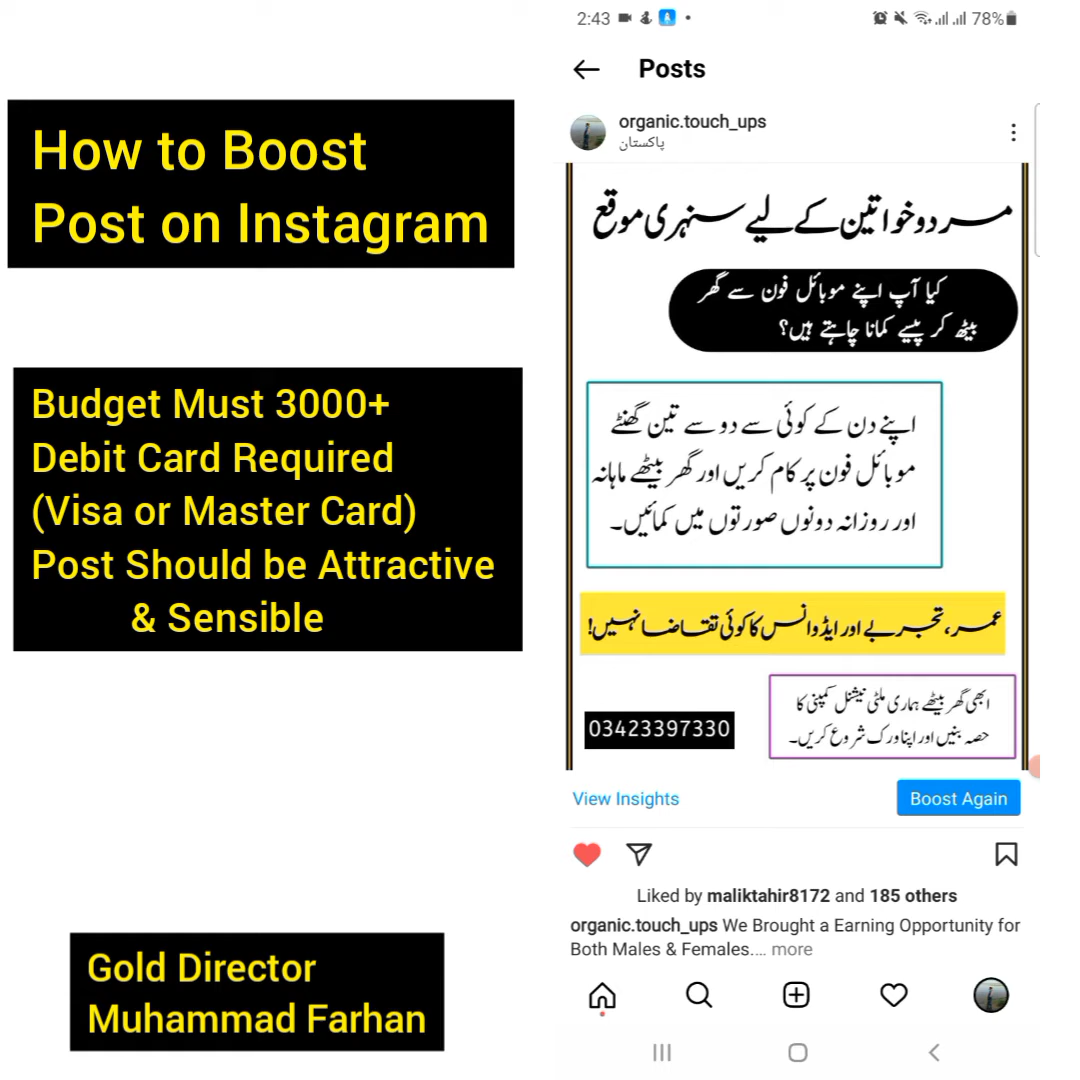 How to Boost
Post on Instagram
Budget Must 3000+
Debit Card Required
(Visa or Master Card)
Post Should be Attractive
& Sensible
Gold Director
Muhammad Farhan
2:43
78%
Posts
organic.touch_ups
پاکستان
مرد و خواتین کے لیے سنہری موقع
کیا آپ اپنے موبائل فون سے گھر
بیٹھ کر پیسے کمانا چاہتے ہیں؟
اپنے دن کے کوئی سے دو سے تین گھنٹے
موبائل فون پر کام کریں اور گھر بیٹھے ماہانہ
اور روزانہ دونوں صورتوں میں کمائیں۔
عمر، تجربے اور ایڈوانس کا کوئی تقاضا نہیں!
ابھی گھر بیٹھے ہماری ملٹی نیشنل کمپنی کا
حصہ بنیں اور اپنا ورک شروع کریں۔
03423397330
View Insights
Boost Again
Liked by maliktahir8172 and 185 others
organic.touch_ups We Brought a Earning Opportunity for
Both Males & Females.... more